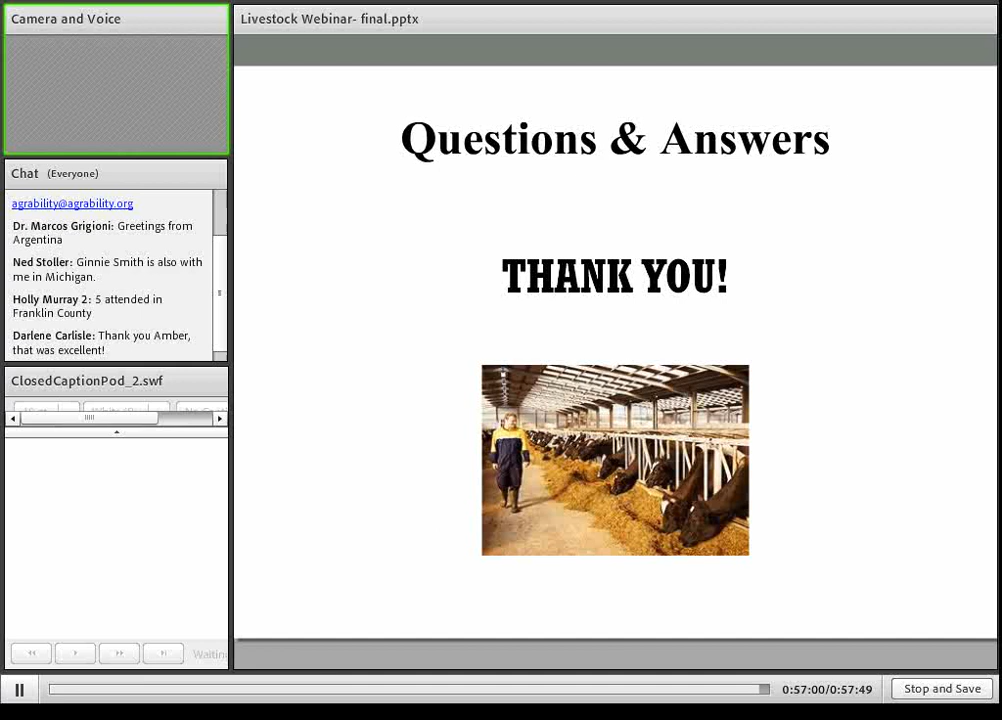 Camera and Voice
Livestock Webinar- final.pptx
Chat (Everyone)
agrability@agrability.org
Dr. Marcos Grigioni: Greetings from
Argentina
Ned Stoller: Ginnie Smith is also with
me in Michigan.
Holly Murray 2: 5 attended in
Franklin County
Darlene Carlisle: Thank you Amber,
that was excellent!
ClosedCaptionPod_2.swf
Questions & Answers
THANK YOU!
0:57:00/0:57:49
Stop and Save